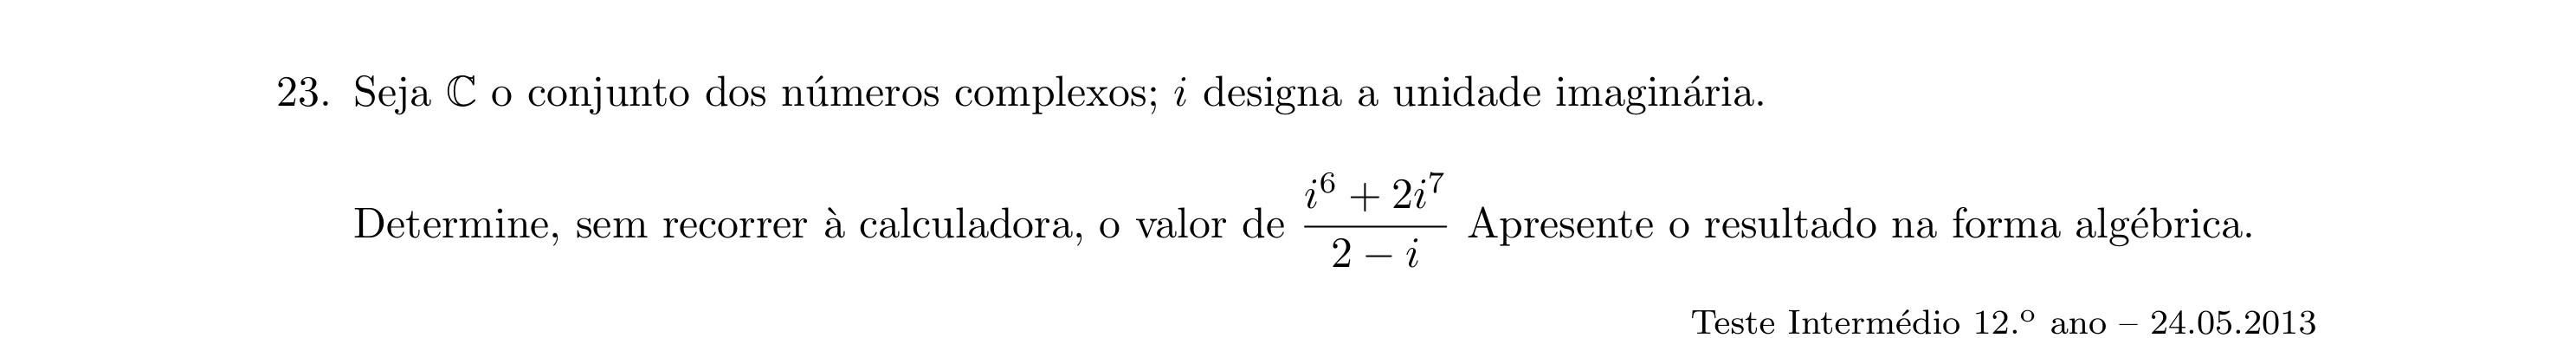 23. Seja ℂ o conjunto dos números complexos; i designa a unidade imaginária.
Determine, sem recorrer à calculadora, o valor de \frac{i^6 + 2i^7}{2 - i} Apresente o resultado na forma algébrica.
Teste Intermédio 12.º ano – 24.05.2013